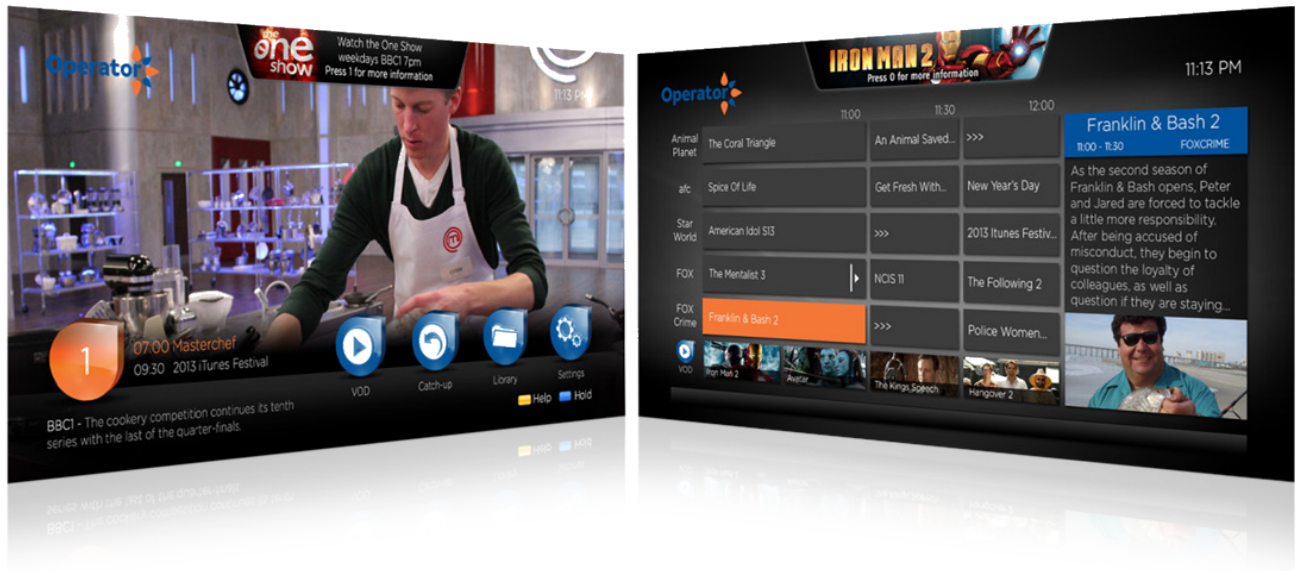 Operator
the
one
show
Watch the One Show
weekdays BBC1 7pm
Press 1 for more information
11:13 PM
1
07.00 Masterchef
09:30 2013 iTunes Festival
VOD
Catch-up
Library
Settings
Help
Hold
BBC1 - The cookery competition continues its tenth
series with the last of the quarter-finals.
IRON MAN 2
Press 0 for more information
Operator
11:13 PM
11:00
11:30
12:00
Animal
Planet
The Coral Triangle
An Animal Saved...
>>>
afc
Spice Of Life
Get Fresh With...
New Year's Day
Star
World
American Idol S13
>>>
2013 Itunes Festiv...
FOX
The Mentalist 3
NCIS 11
The Following 2
FOX
Crime
Franklin & Bash 2
>>>
Police Women...
VOD
Iron Man 2
Avatar
The Kings Speech
Hangover 2
Franklin & Bash 2
11:00 - 11:30
FOXCRIME
As the second season of
Franklin & Bash opens, Peter
and Jared are forced to tackle
a little more responsibility.
After being accused of
misconduct, they begin to
question the loyalty of
colleagues, as well as
question if they are staying...